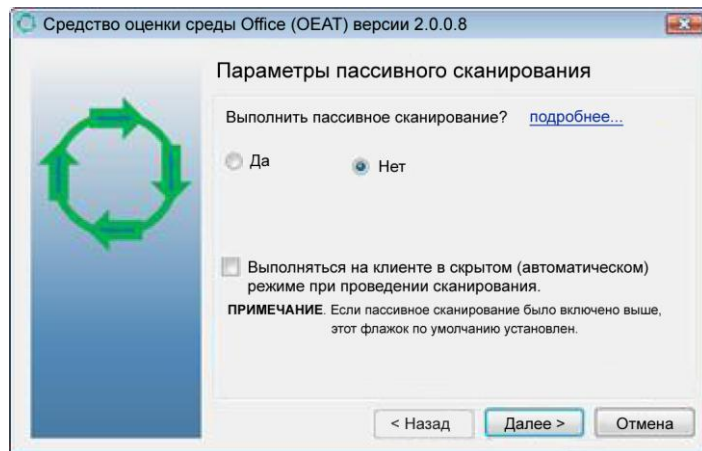 Средство оценки среды Office (OEAT) версии 2.0.0.8
Параметры пассивного сканирования
Выполнить пассивное сканирование? подробнее...
Да Нет
Выполняться на клиенте в скрытом (автоматическом)
режиме при проведении сканирования.
ПРИМЕЧАНИЕ. Если пассивное сканирование было включено выше,
этот флажок по умолчанию установлен.
< Назад Далее > Отмена